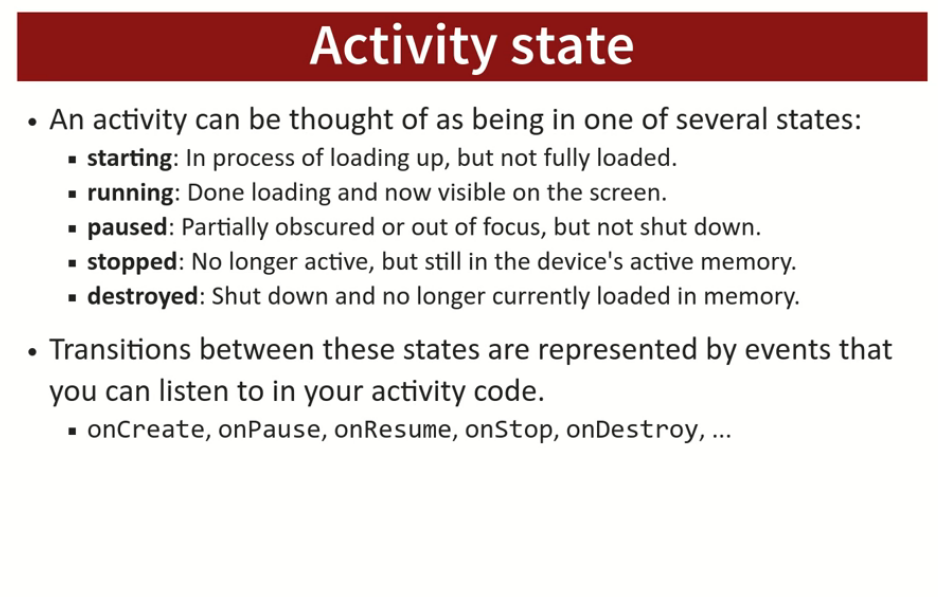 Activity state
• An activity can be thought of as being in one of several states:
▪ starting: In process of loading up, but not fully loaded.
▪ running: Done loading and now visible on the screen.
▪ paused: Partially obscured or out of focus, but not shut down.
▪ stopped: No longer active, but still in the device's active memory.
▪ destroyed: Shut down and no longer currently loaded in memory.
• Transitions between these states are represented by events that
you can listen to in your activity code.
▪ onCreate, onPause, onResume, onStop, onDestroy, ...